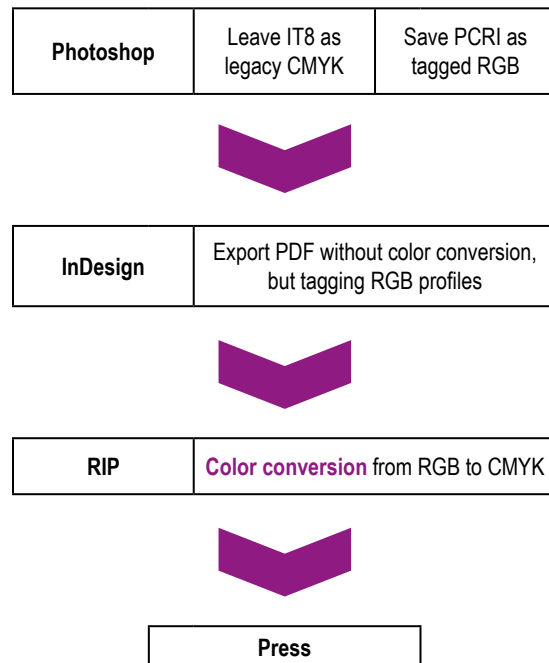 Photoshop
Leave IT8 as
legacy CMYK
Save PCRI as
tagged RGB
InDesign
Export PDF without color conversion,
but tagging RGB profiles
RIP
Color conversion from RGB to CMYK
Press